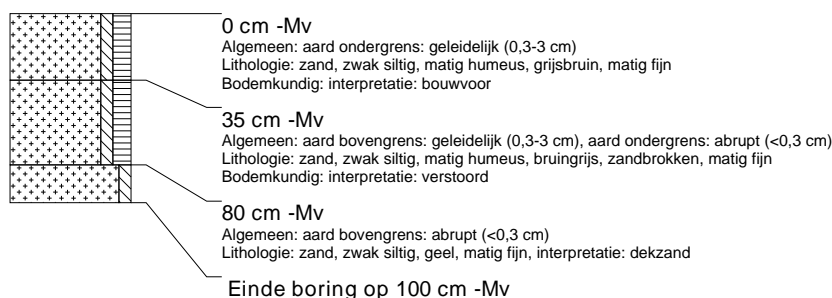 0 cm -Mv
Algemeen: aard ondergrens: geleidelijk (0,3-3 cm)
Lithologie: zand, zwak siltig, matig humeus, grijsbruin, matig fijn
Bodemkundig: interpretatie: bouwvoor
35 cm -Mv
Algemeen: aard bovengrens: geleidelijk (0,3-3 cm), aard ondergrens: abrupt (<0,3 cm)
Lithologie: zand, zwak siltig, matig humeus, bruingrijs, zandbrokken, matig fijn
Bodemkundig: interpretatie: verstoord
80 cm -Mv
Algemeen: aard bovengrens: abrupt (<0,3 cm)
Lithologie: zand, zwak siltig, geel, matig fijn, interpretatie: dekzand
Einde boring op 100 cm -Mv